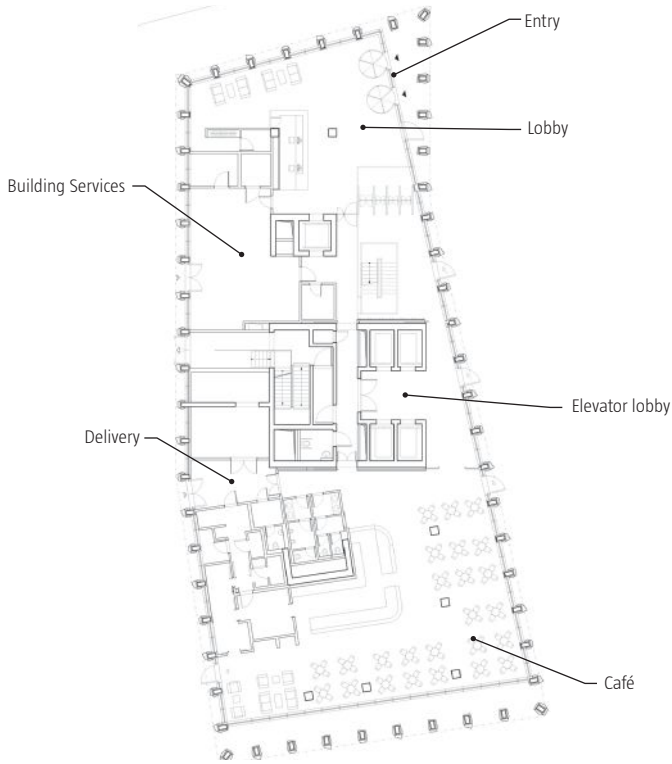 Entry
Lobby
Building Services
Elevator lobby
Delivery
Café